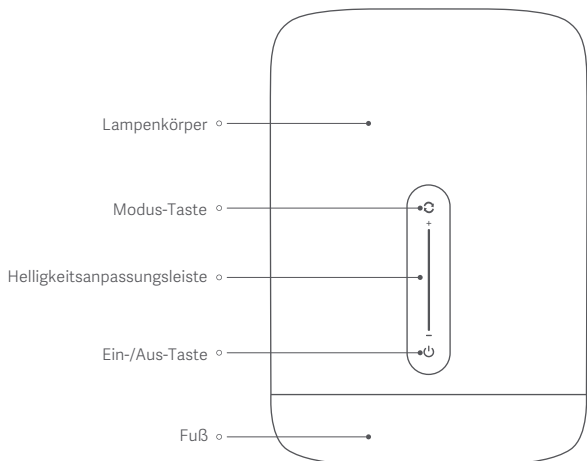 Lampenkörper
Modus-Taste
+
Helligkeitsanpassungsleiste
−
Ein-/Aus-Taste
Fuß